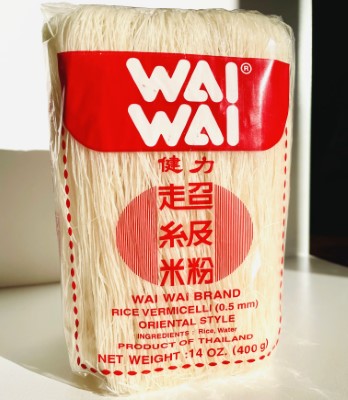 WAI®
WAI
健力
超
級
米粉
WAI WAI BRAND
RICE VERMICELLI (0.5 mm)
ORIENTAL STYLE
INGREDIENTS: Rice, Water
PRODUCT OF THAILAND
NET WEIGHT :14 OZ. (400 g)